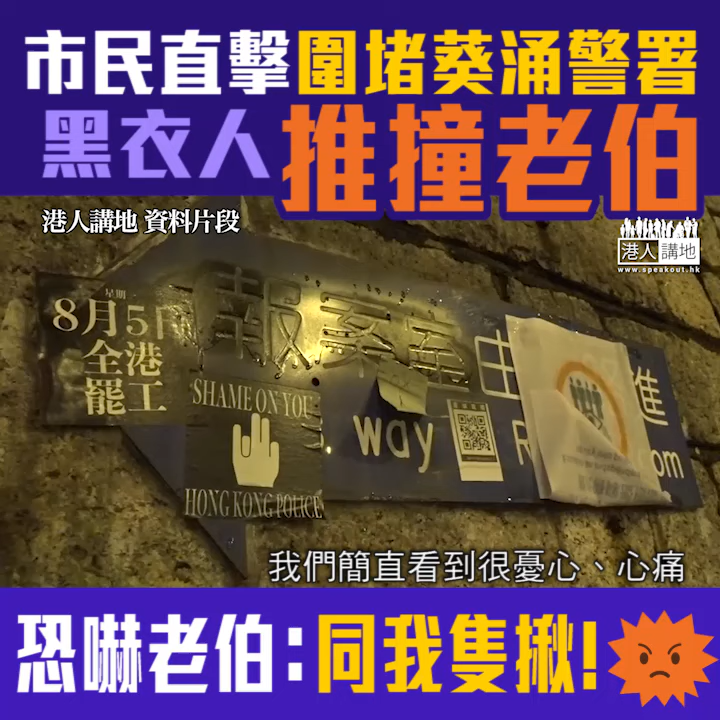 市民直擊圍堵葵涌警署
黑衣人推撞老伯
港人講地 資料片段
港人講地
www.speakout.hk
星期
8月5日
全港
罷工
報案室由
進
SHAME ON YOU
HONG KONG POLICE
way
R
om
我們簡直看到很憂心、心痛
恐嚇老伯：同我隻揪！